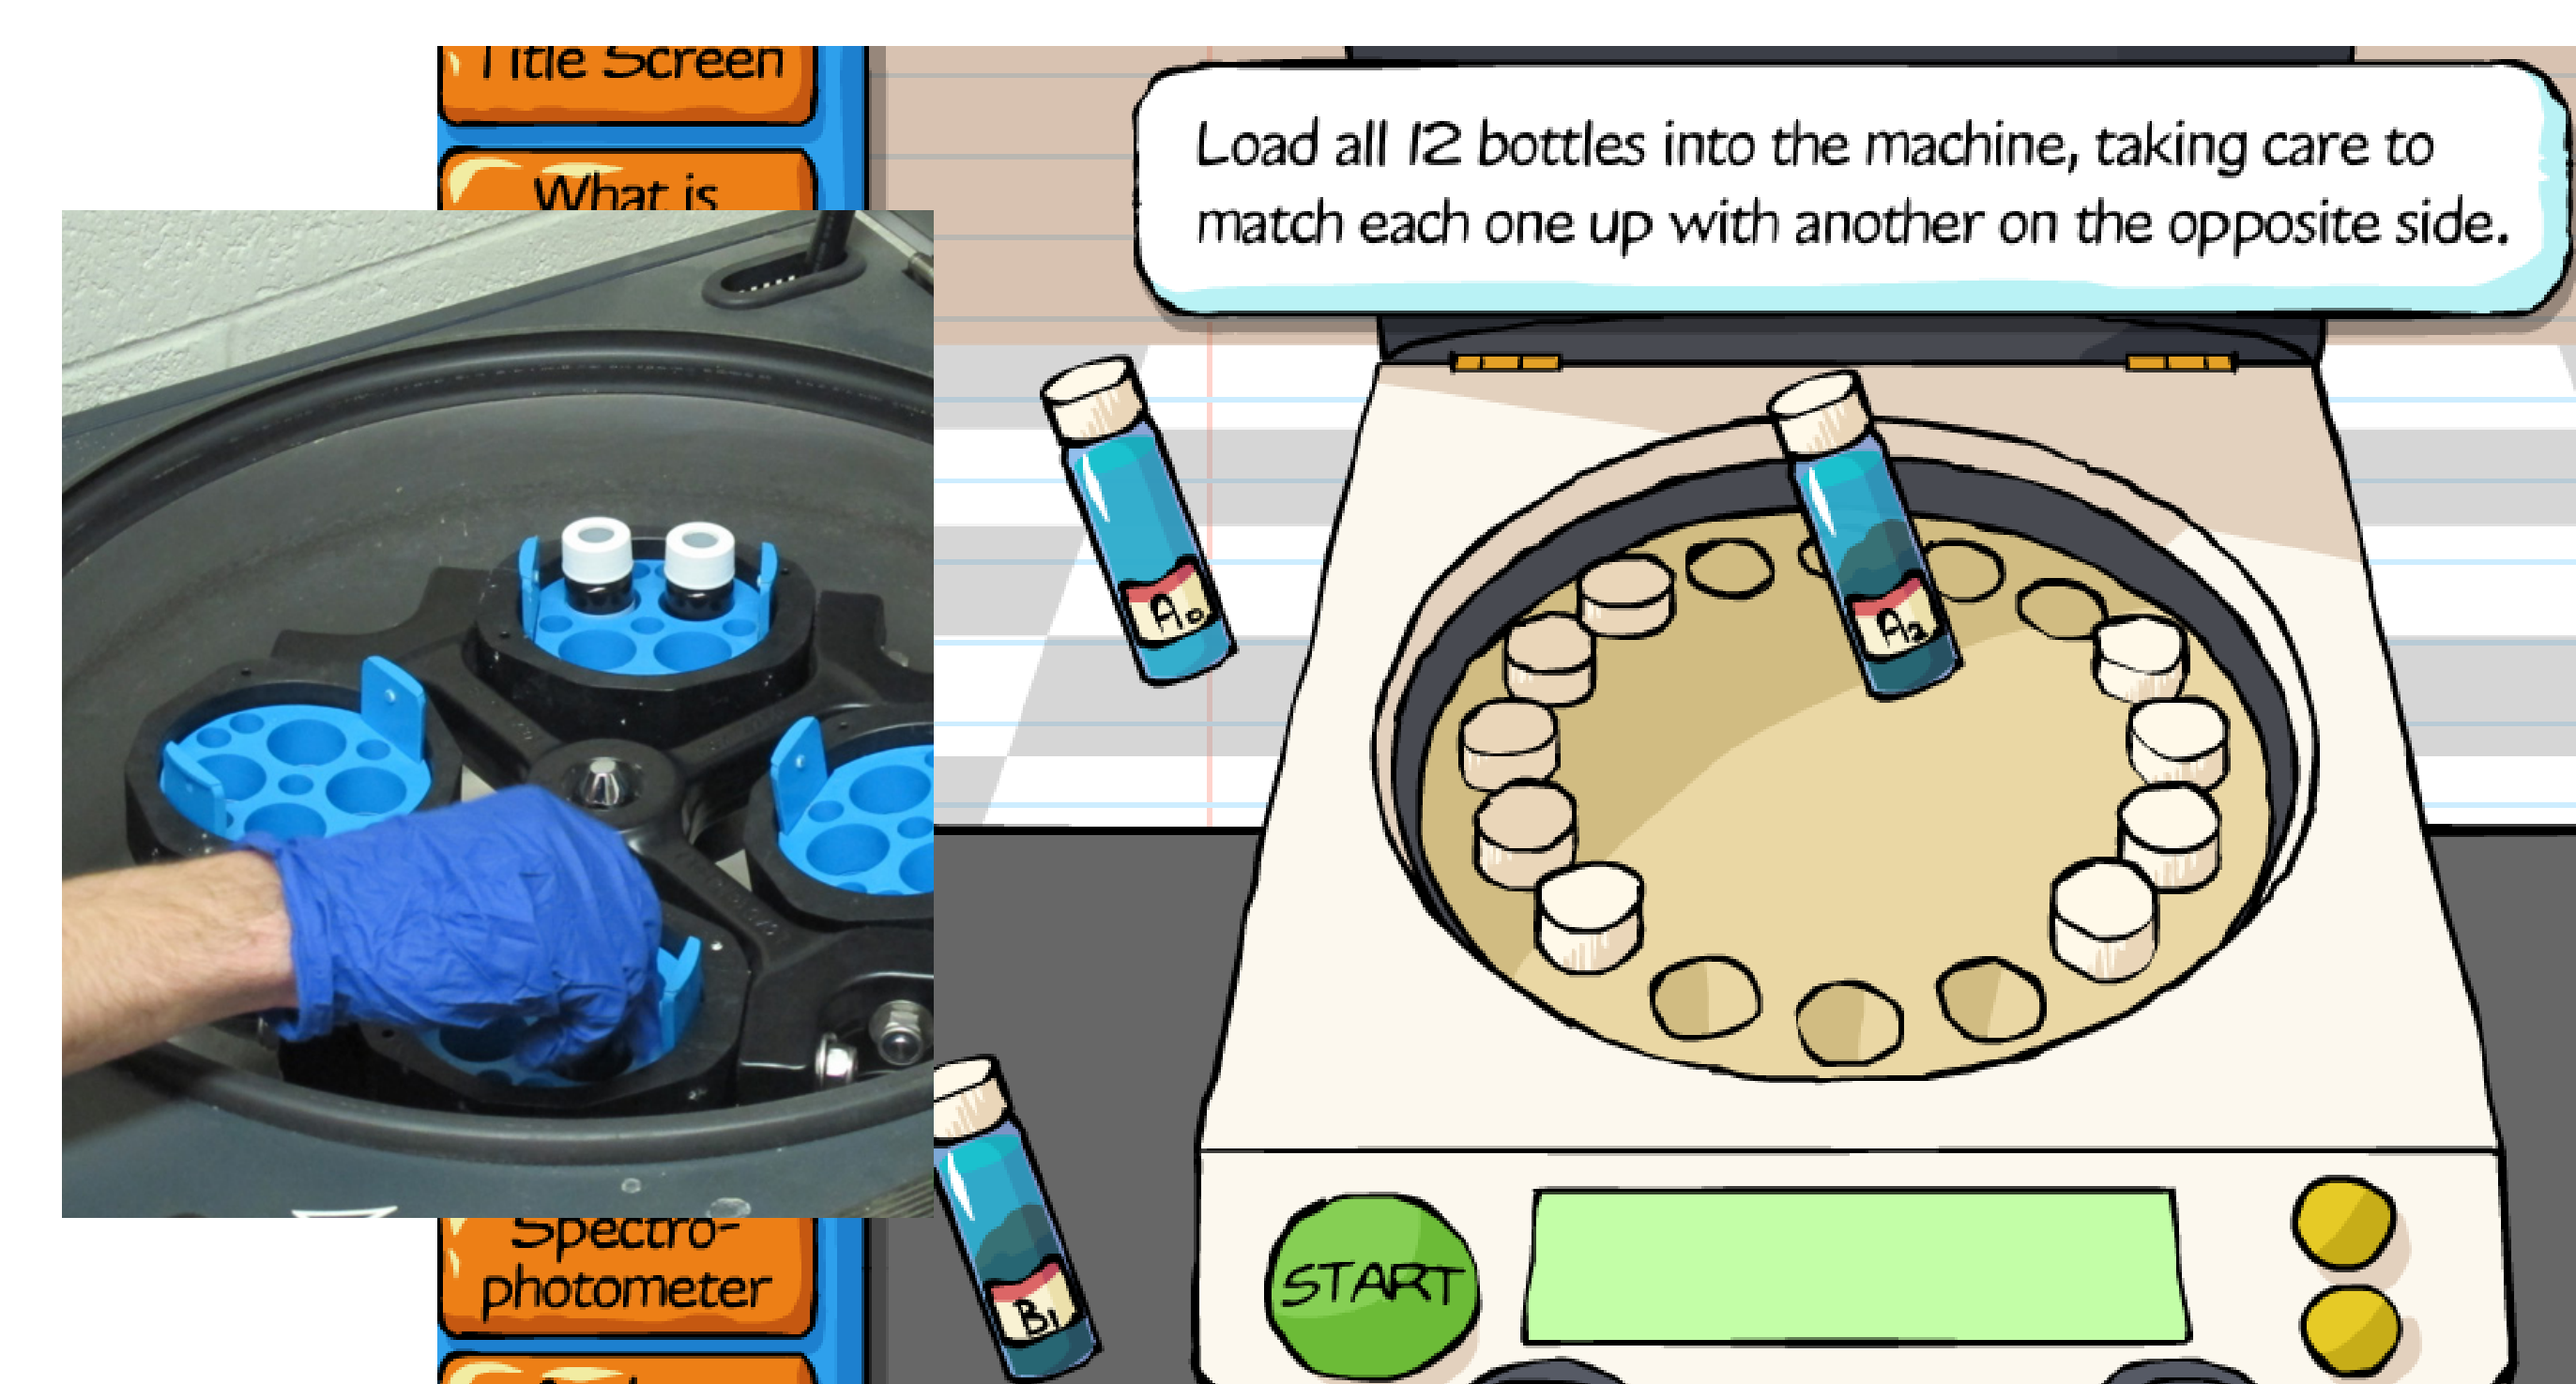 Title Screen
What is
Load all 12 bottles into the machine, taking care to
match each one up with another on the opposite side.
A0
A2
B1
Spectro-
photometer
START